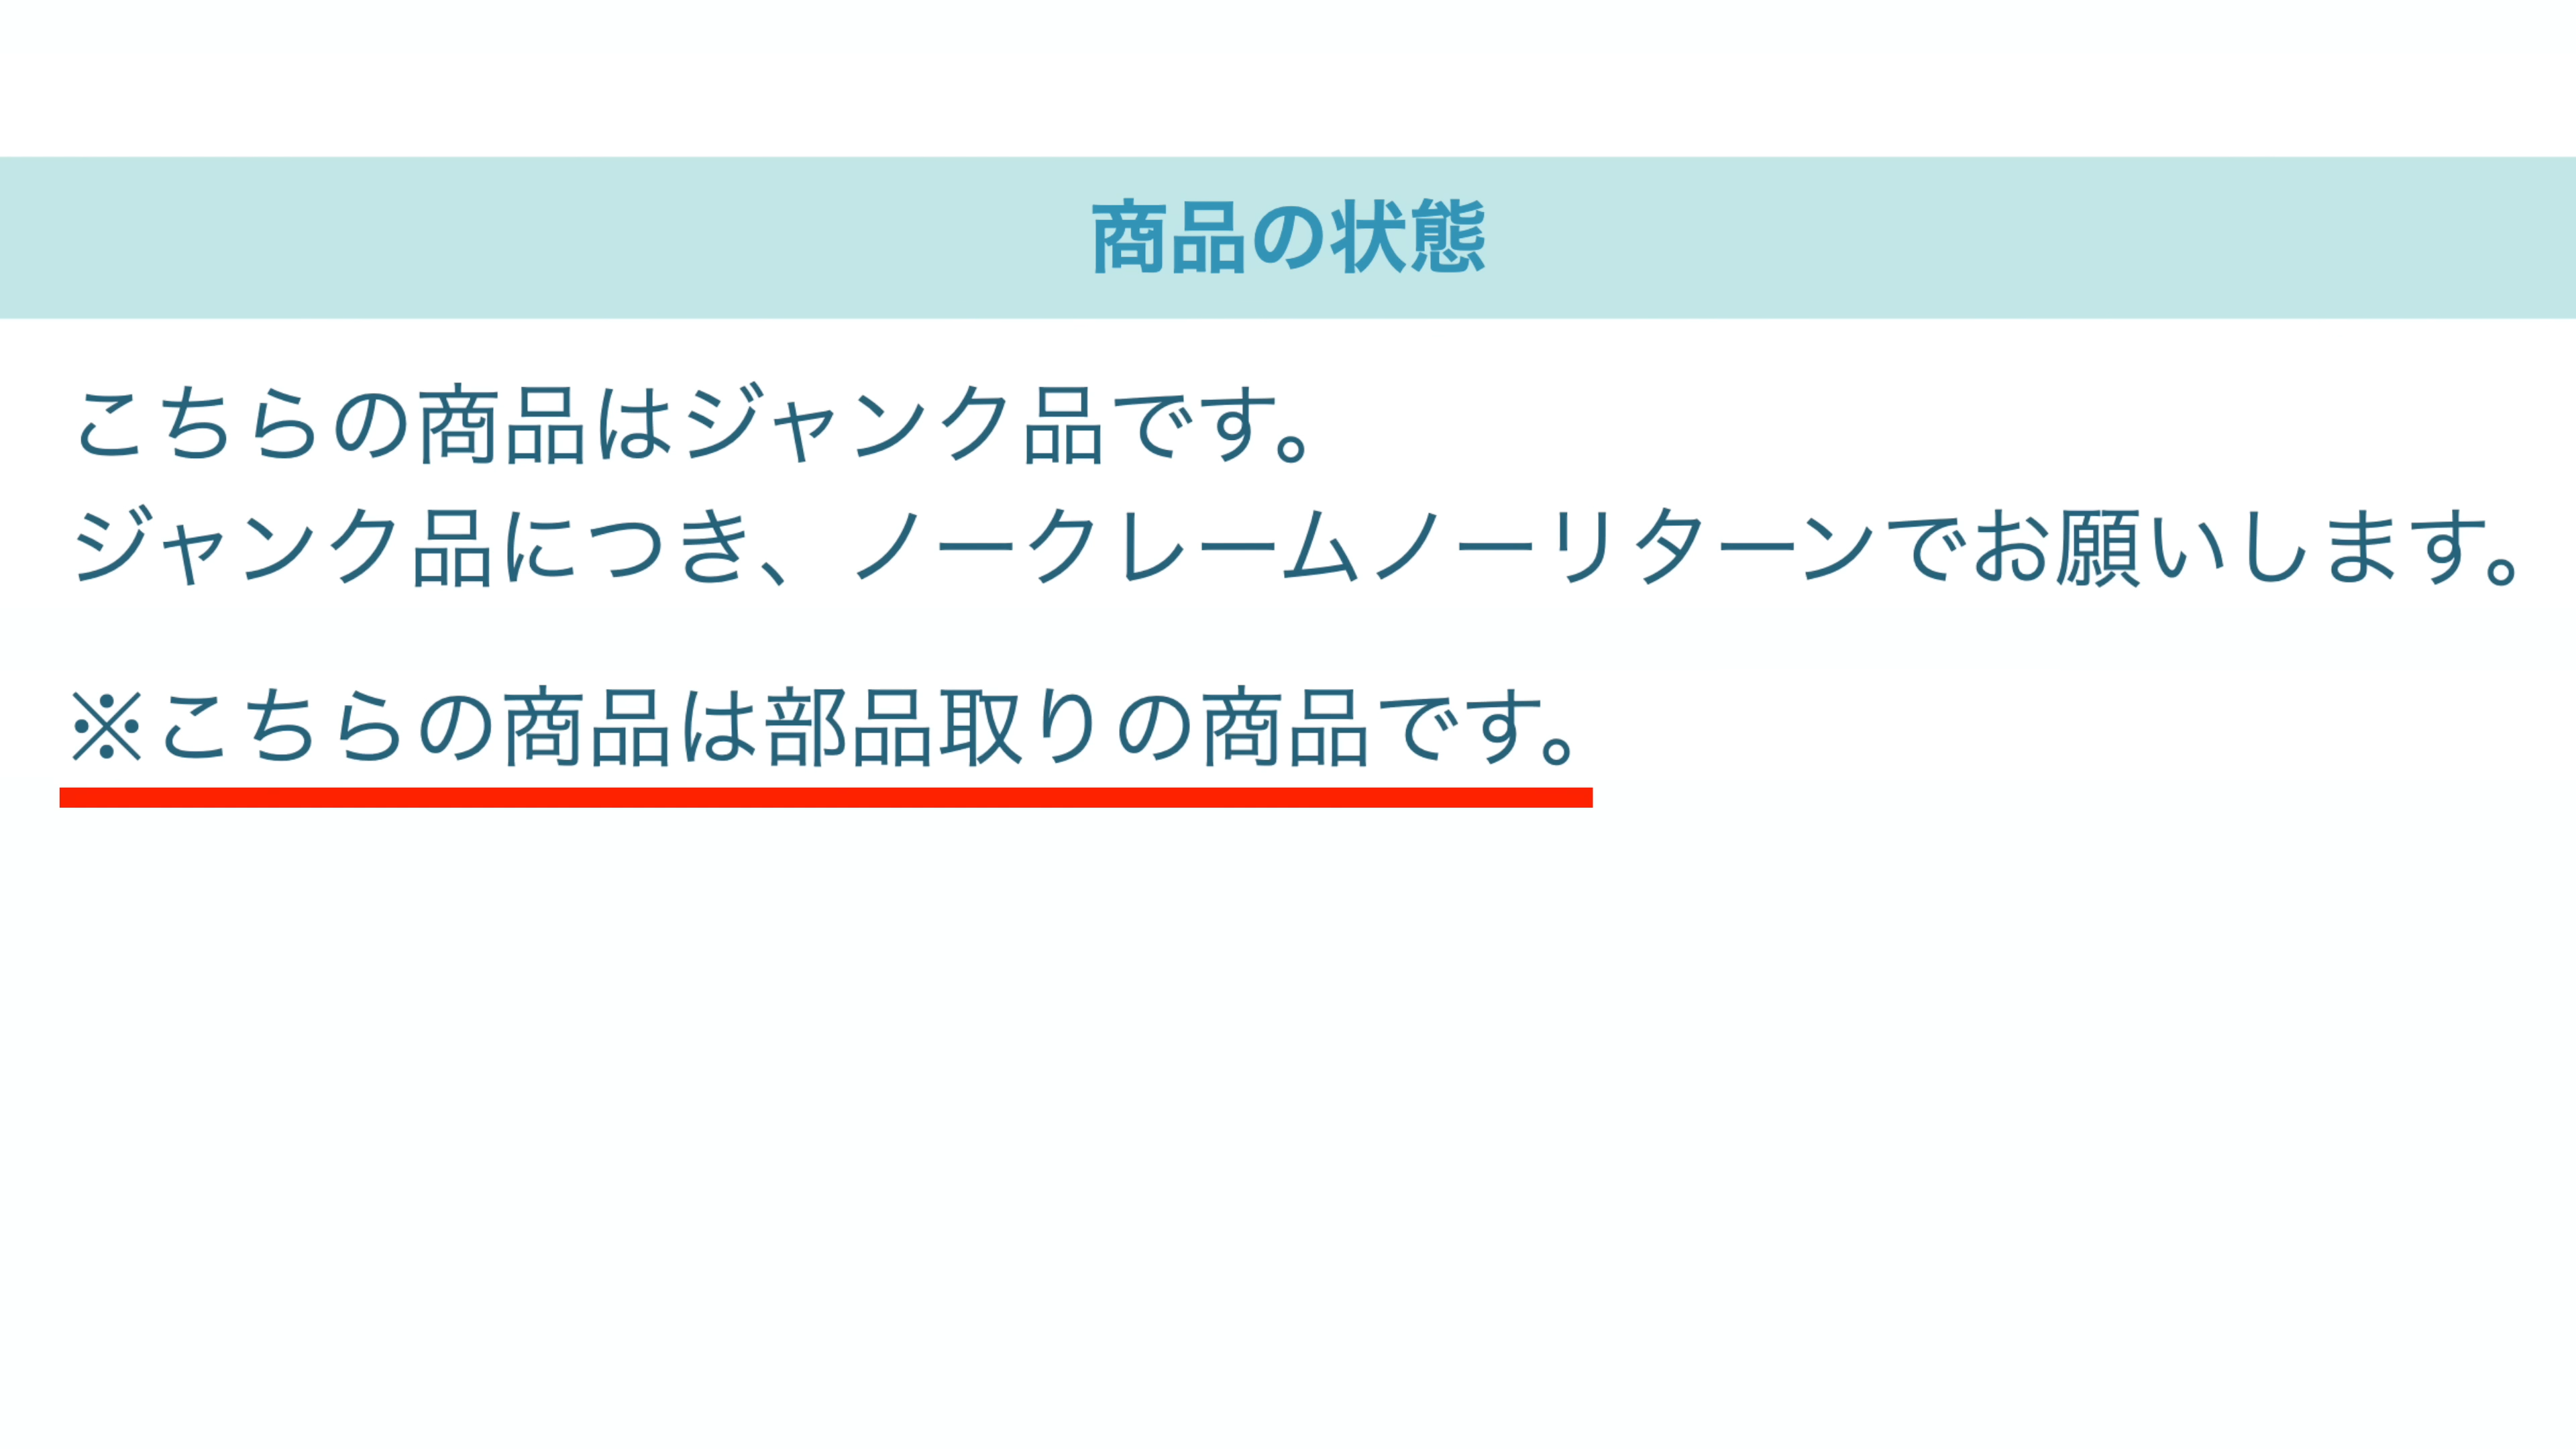 商品の状態
こちらの商品はジャンク品です。
ジャンク品につき、ノークレームノーリターンでお願いします。
※こちらの商品は部品取りの商品です。